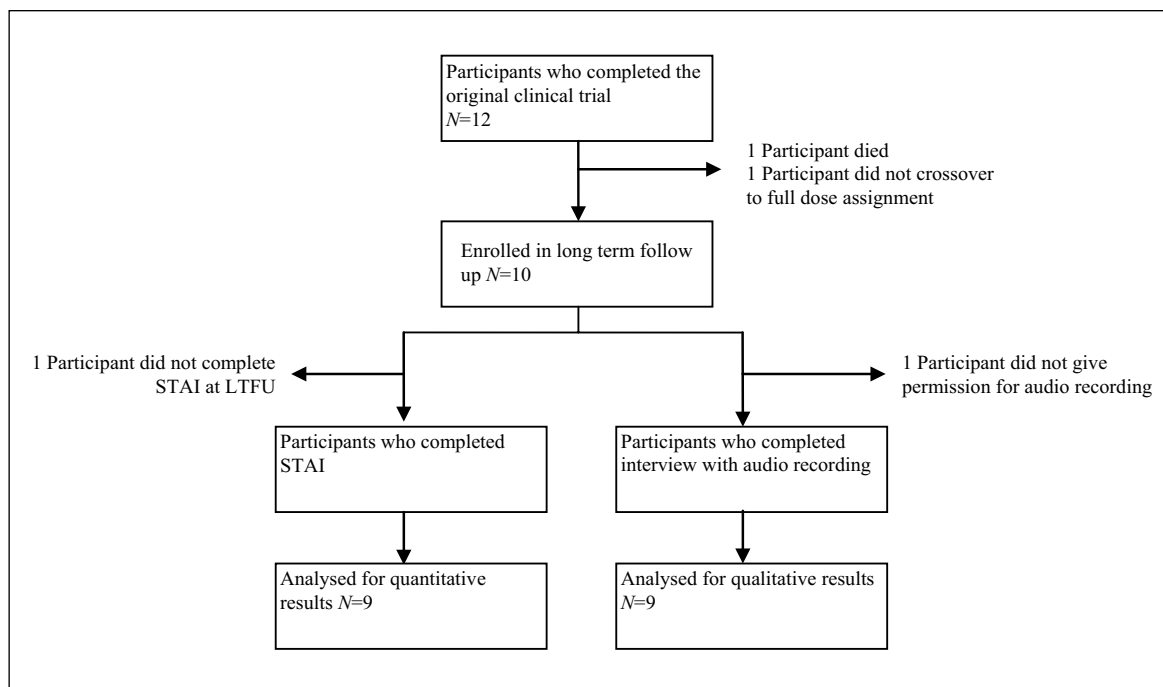 Participants who completed the
original clinical trial
N=12
1 Participant died
1 Participant did not crossover
to full dose assignment
Enrolled in long term follow
up N=10
1 Participant did not complete
STAI at LTFU
1 Participant did not give
permission for audio recording
Participants who completed
STAI
Participants who completed
interview with audio recording
Analysed for quantitative
results N=9
Analysed for qualitative results
N=9